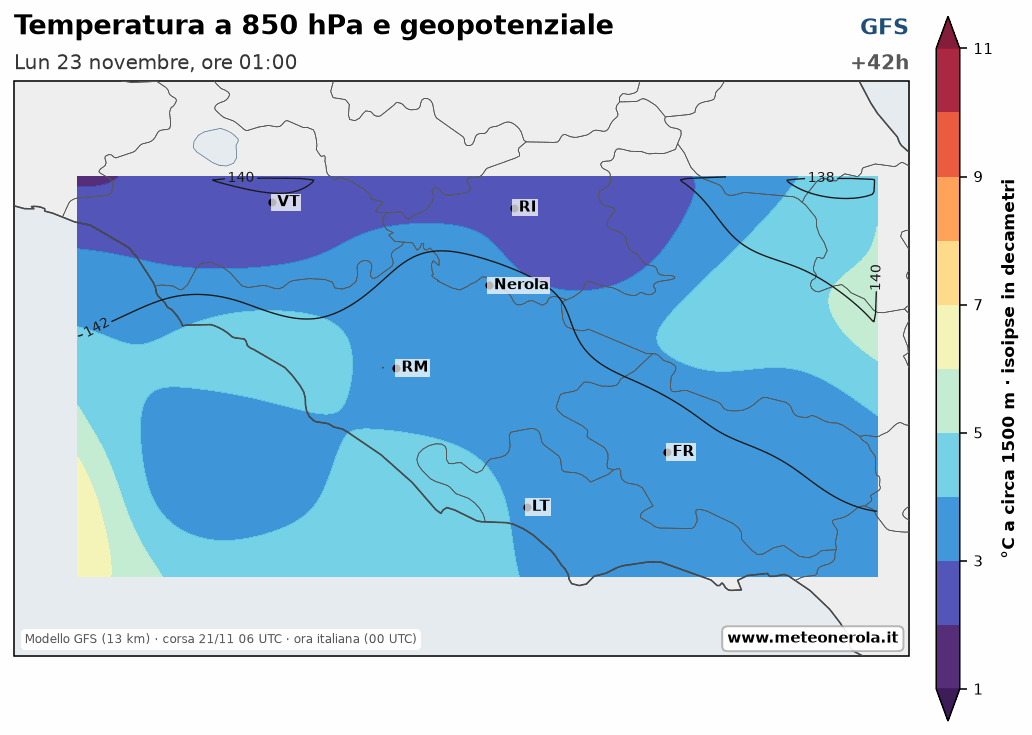 Temperatura a 850 hPa e geopotenziale
GFS
Lun 23 novembre, ore 01:00
+42h
140
138
VT
RI
140
Nerola
142
RM
FR
LT
11
9
7
5
3
1
°C a circa 1500 m · isoipse in decametri
Modello GFS (13 km) · corsa 21/11 06 UTC · ora italiana (00 UTC)
www.meteonerola.it